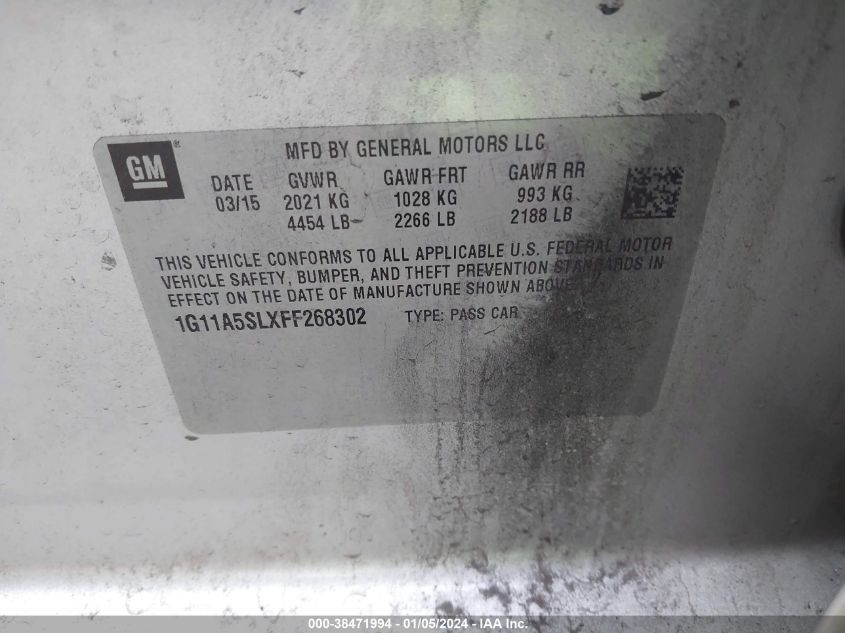 GM
MFD BY GENERAL MOTORS LLC
DATE GVWR GAWR FRT GAWR RR
03/15 2021 KG 1028 KG 993 KG
4454 LB 2266 LB 2188 LB
THIS VEHICLE CONFORMS TO ALL APPLICABLE U.S. FEDERAL MOTOR
VEHICLE SAFETY, BUMPER, AND THEFT PREVENTION STANDARDS IN
EFFECT ON THE DATE OF MANUFACTURE SHOWN ABOVE.
1G11A5SLXFF268302 TYPE: PASS CAR
000-38471994 - 01/05/2024 - IAA Inc.